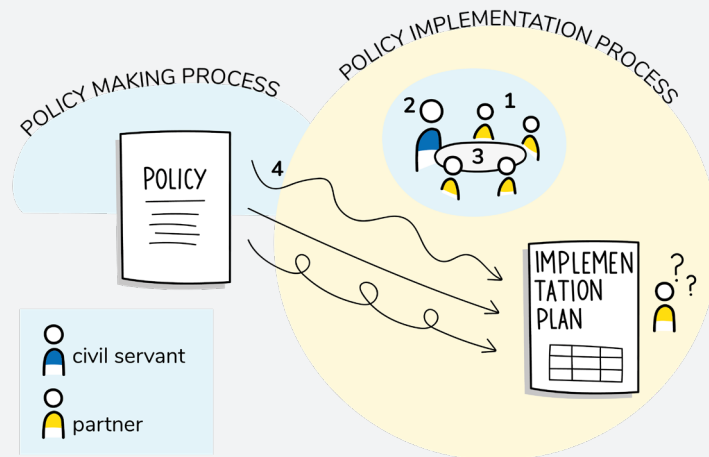 POLICY MAKING PROCESS
POLICY IMPLEMENTATION PROCESS
2
1
3
4
POLICY
IMPLEMEN
TATION
PLAN
? ?
civil servant
partner